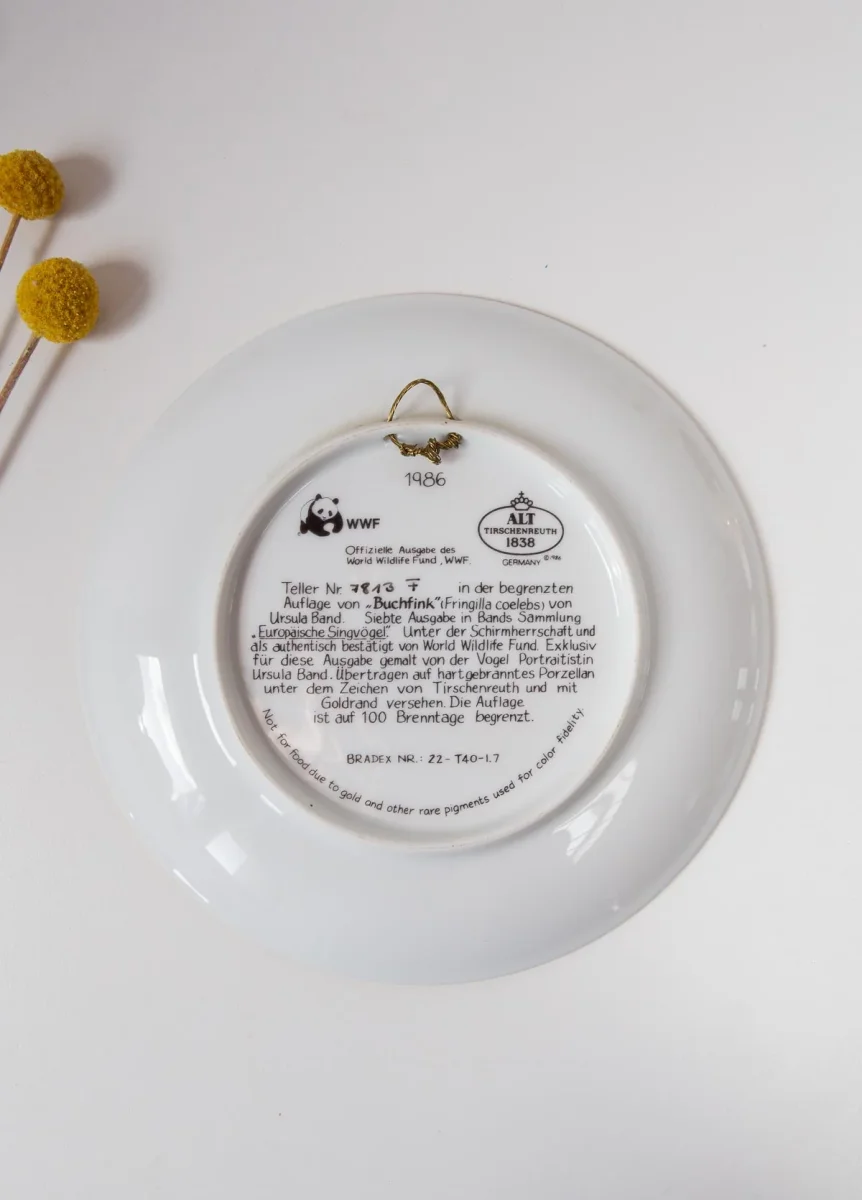 1986
WWF
ALT
TIRSCHENREUTH
1838
GERMANY
Offizielle Ausgabe des
World Wildlife Fund, WWF.
Teller Nr. 7813 F in der begrenzten
Auflage von „Buchfink" (Fringilla coelebs) von
Ursula Band. Siebte Ausgabe in Bands Sammlung
„Europäische Singvögel". Unter der Schirmherrschaft und
als authentisch bestätigt von World Wildlife Fund. Exklusiv
für diese Ausgabe gemalt von der Vogel Portraitistin
Ursula Band. Übertragen auf hartgebranntes Porzellan
unter dem Zeichen von Tirschenreuth und mit
Goldrand versehen. Die Auflage
ist auf 100 Brenntage begrenzt.
BRADEX NR.: 22-T40-1.7
Not for food due to gold and other rare pigments used for color fidelity.